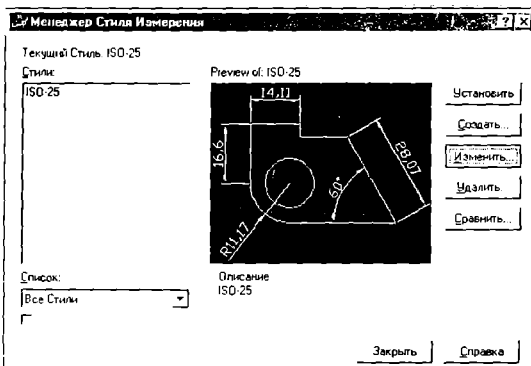 Менеджер Стиля Измерения
Текущий Стиль: ISO-25
Стили:
ISO-25
Preview of: ISO-25
14,11
16,6
28,07
60°
R11,17
Установить
Создать...
Изменить...
Удалить
Сравнить...
Список:
Все Стили
Описание
ISO-25
Закрыть
Справка